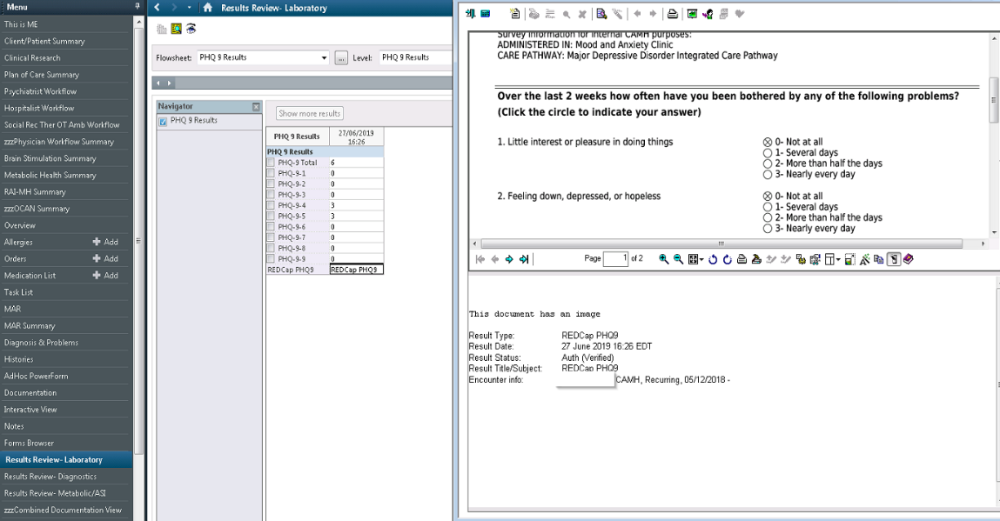 Menu
This is ME
Client/Patient Summary
Clinical Research
Plan of Care Summary
Psychiatrist Workflow
Hospitalist Workflow
Social Rec Ther OT Amb Workflow
zzzPhysician Workflow Summary
Brain Stimulation Summary
Metabolic Health Summary
RAI-MH Summary
zzzOCAN Summary
Overview
Allergies + Add
Orders + Add
Medication List + Add
Task List
MAR
MAR Summary
Diagnosis & Problems
Histories
AdHoc PowerForm
Documentation
Interactive View
Notes
Forms Browser
Results Review- Laboratory
Results Review- Diagnostics
Results Review- Metabolic/ASI
zzzCombined Documentation View
Results Review- Laboratory
Flowsheet: PHQ 9 Results ... Level: PHQ 9 Results
Navigator
PHQ 9 Results
Show more results
PHQ 9 Results 27/06/2019
16:26
PHQ 9 Results
PHQ-9 Total 6
PHQ-9-1 0
PHQ-9-2 0
PHQ-9-3 0
PHQ-9-4 3
PHQ-9-5 3
PHQ-9-6 0
PHQ-9-7 0
PHQ-9-8 0
PHQ-9-9 0
REDCap PHQ9 REDCap PHQ9
Survey information for internal CAMH purposes:
ADMINISTERED IN: Mood and Anxiety Clinic
CARE PATHWAY: Major Depressive Disorder Integrated Care Pathway
Over the last 2 weeks how often have you been bothered by any of the following problems?
(Click the circle to indicate your answer)
1. Little interest or pleasure in doing things 0- Not at all
1- Several days
2- More than half the days
3- Nearly every day
2. Feeling down, depressed, or hopeless 0- Not at all
1- Several days
2- More than half the days
3- Nearly every day
Page 1 of 2
This document has an image
Result Type: REDCap PHQ9
Result Date: 27 June 2019 16:26 EDT
Result Status: Auth (Verified)
Result Title/Subject: REDCap PHQ9
Encounter info: CAMH, Recurring, 05/12/2018 -